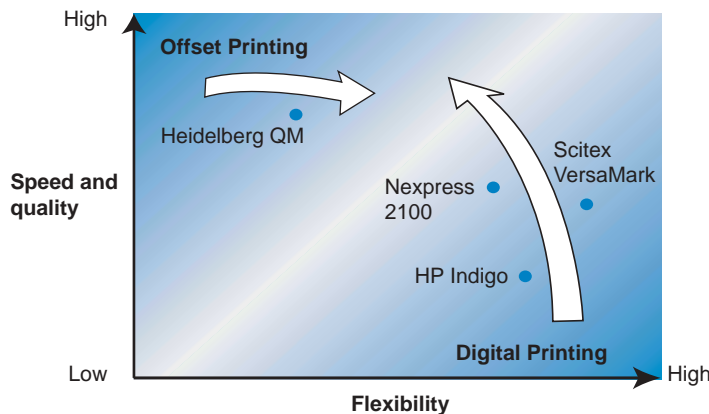 High
Offset Printing
Heidelberg QM
Scitex
VersaMark
Speed and
quality
Nexpress
2100
HP Indigo
Digital Printing
Low
High
Flexibility